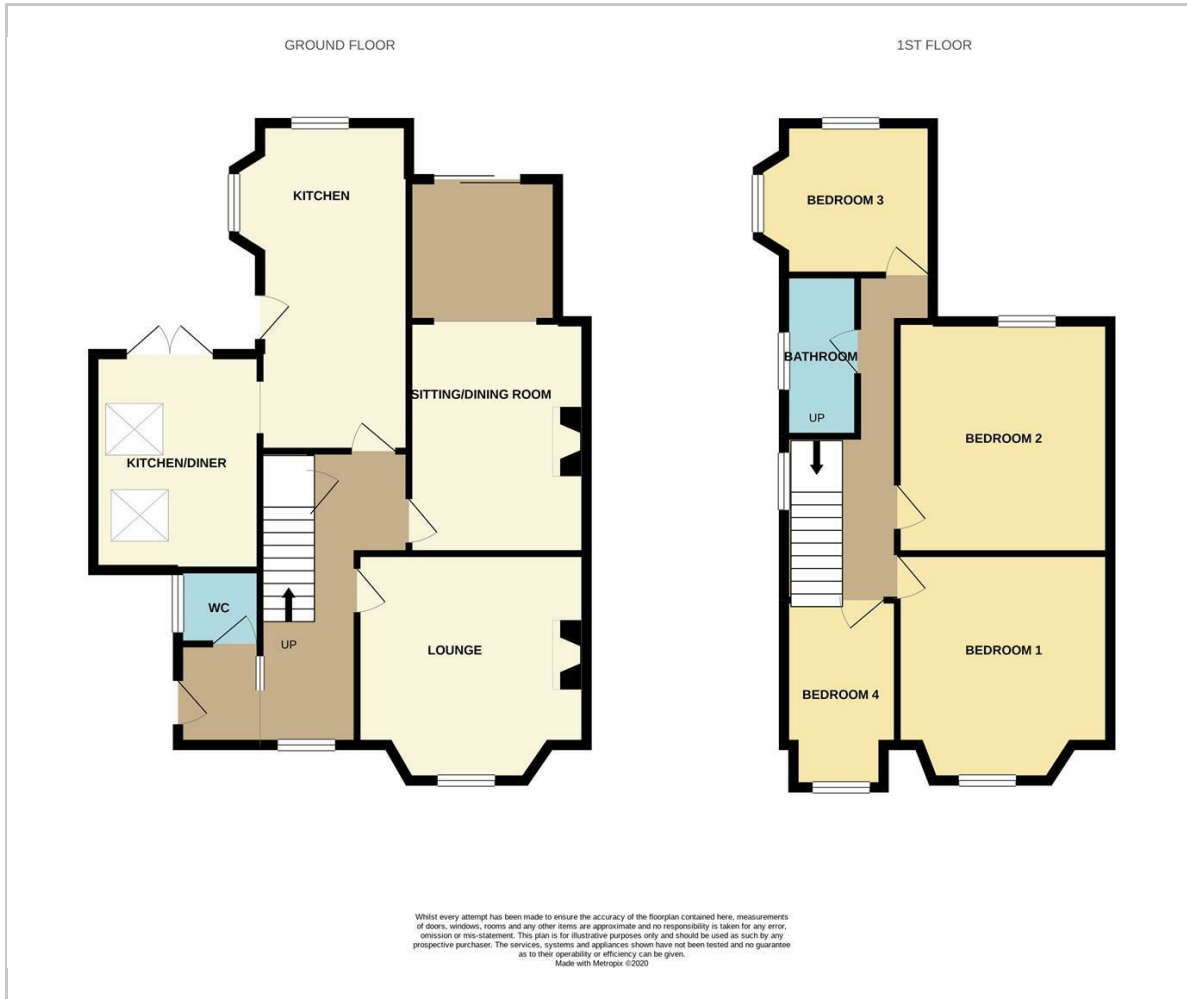 GROUND FLOOR
KITCHEN
SITTING/DINING ROOM
KITCHEN/DINER
WC
UP
LOUNGE
1ST FLOOR
BEDROOM 3
BATHROOM
UP
BEDROOM 2
BEDROOM 1
BEDROOM 4
Whilst every attempt has been made to ensure the accuracy of the floorplan contained here, measurements
of doors, windows, rooms and any other items are approximate and no responsibility is taken for any error,
omission or mis-statement. This plan is for illustrative purposes only and should be used as such by any
prospective purchaser. The services, systems and appliances shown have not been tested and no guarantee
as to their operability or efficiency can be given.
Made with Metropix ©2020